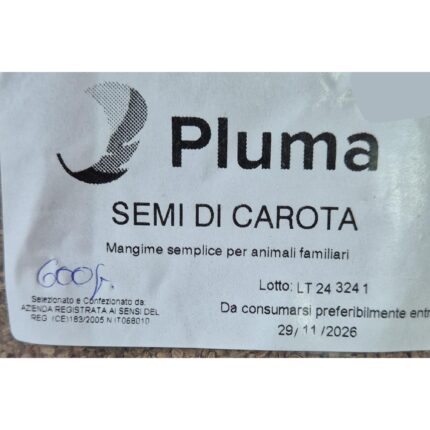 Pluma
SEMI DI CAROTA
Mangime semplice per animali familiari
600g.
Lotto: LT 24 324 1
Selezionato e Confezionato da:
AZIENDA REGISTRATA AI SENSI DEL
REG (CE)183/2005 N IT068010
Da consumarsi preferibilmente entr
29/11/2026